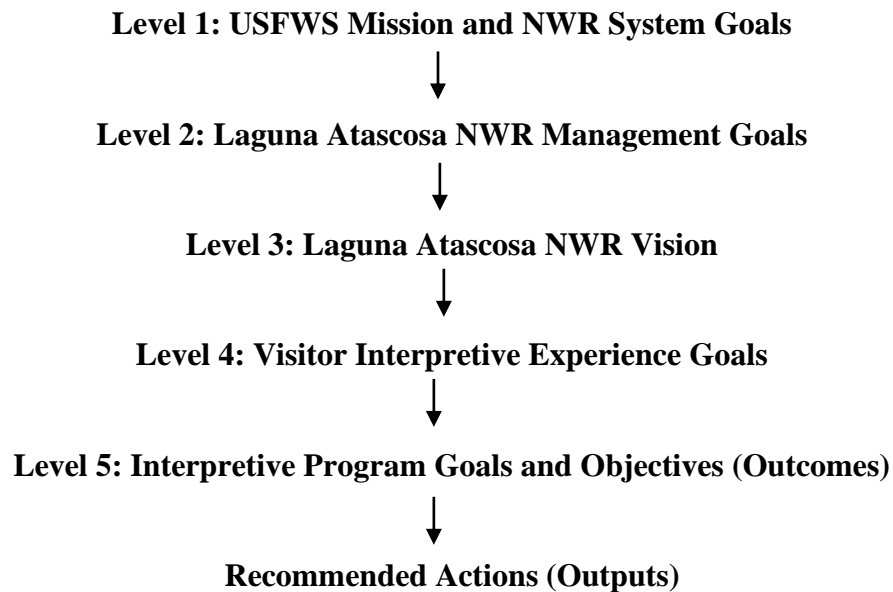 Level 1: USFWS Mission and NWR System Goals
Level 2: Laguna Atascosa NWR Management Goals
Level 3: Laguna Atascosa NWR Vision
Level 4: Visitor Interpretive Experience Goals
Level 5: Interpretive Program Goals and Objectives (Outcomes)
Recommended Actions (Outputs)